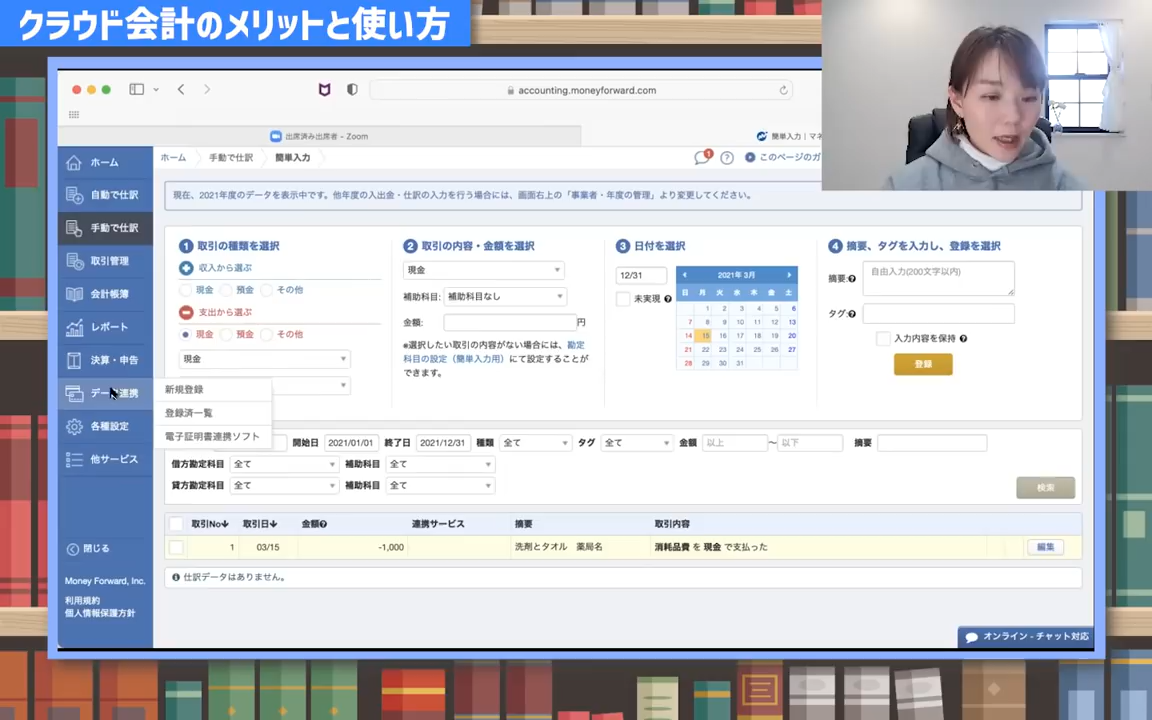 クラウド会計のメリットと使い方
accounting.moneyforward.com
出席済み出席者 - Zoom
簡単入力 | マネ
ホーム
自動で仕訳
手動で仕訳
取引管理
会計帳簿
レポート
決算・申告
データ連携
各種設定
他サービス
閉じる
Money Forward, Inc.
利用規約
個人情報保護方針
新規登録
登録済一覧
電子証明書連携ソフト
ホーム 手動で仕訳 簡単入力
1 ? このページのガ
現在、2021年度のデータを表示中です。他年度の入出金・仕訳の入力を行う場合には、画面右上の「事業者・年度の管理」より変更してください。
1 取引の種類を選択
収入から選ぶ
現金 預金 その他
支出から選ぶ
現金 預金 その他
現金
2 取引の内容・金額を選択
現金
補助科目: 補助科目なし
金額: 円
※選択したい取引の内容がない場合には、勘定
科目の設定（簡単入力用）にて設定することが
できます。
3 日付を選択
12/31
未実現 ?
2021年 3月
日 月 火 水 木 金 土
1 2 3 4 5 6
7 8 9 10 11 12 13
14 15 16 17 18 19 20
21 22 23 24 25 26 27
28 29 30 31
4 摘要、タグを入力し、登録を選択
摘要:? 自由入力(200文字以内)
タグ:?
入力内容を保持 ?
登録
開始日 2021/01/01 終了日 2021/12/31 種類 全て タグ 全て 金額 以上 〜 以下 摘要
借方勘定科目 全て 補助科目 全て
貸方勘定科目 全て 補助科目 全て
検索
取引No↓ 取引日↓ 金額? 連携サービス 摘要 取引内容
1 03/15 -1,000 洗剤とタオル 薬局名 消耗品費 を 現金 で支払った 編集
仕訳データはありません。
オンライン - チャット対応